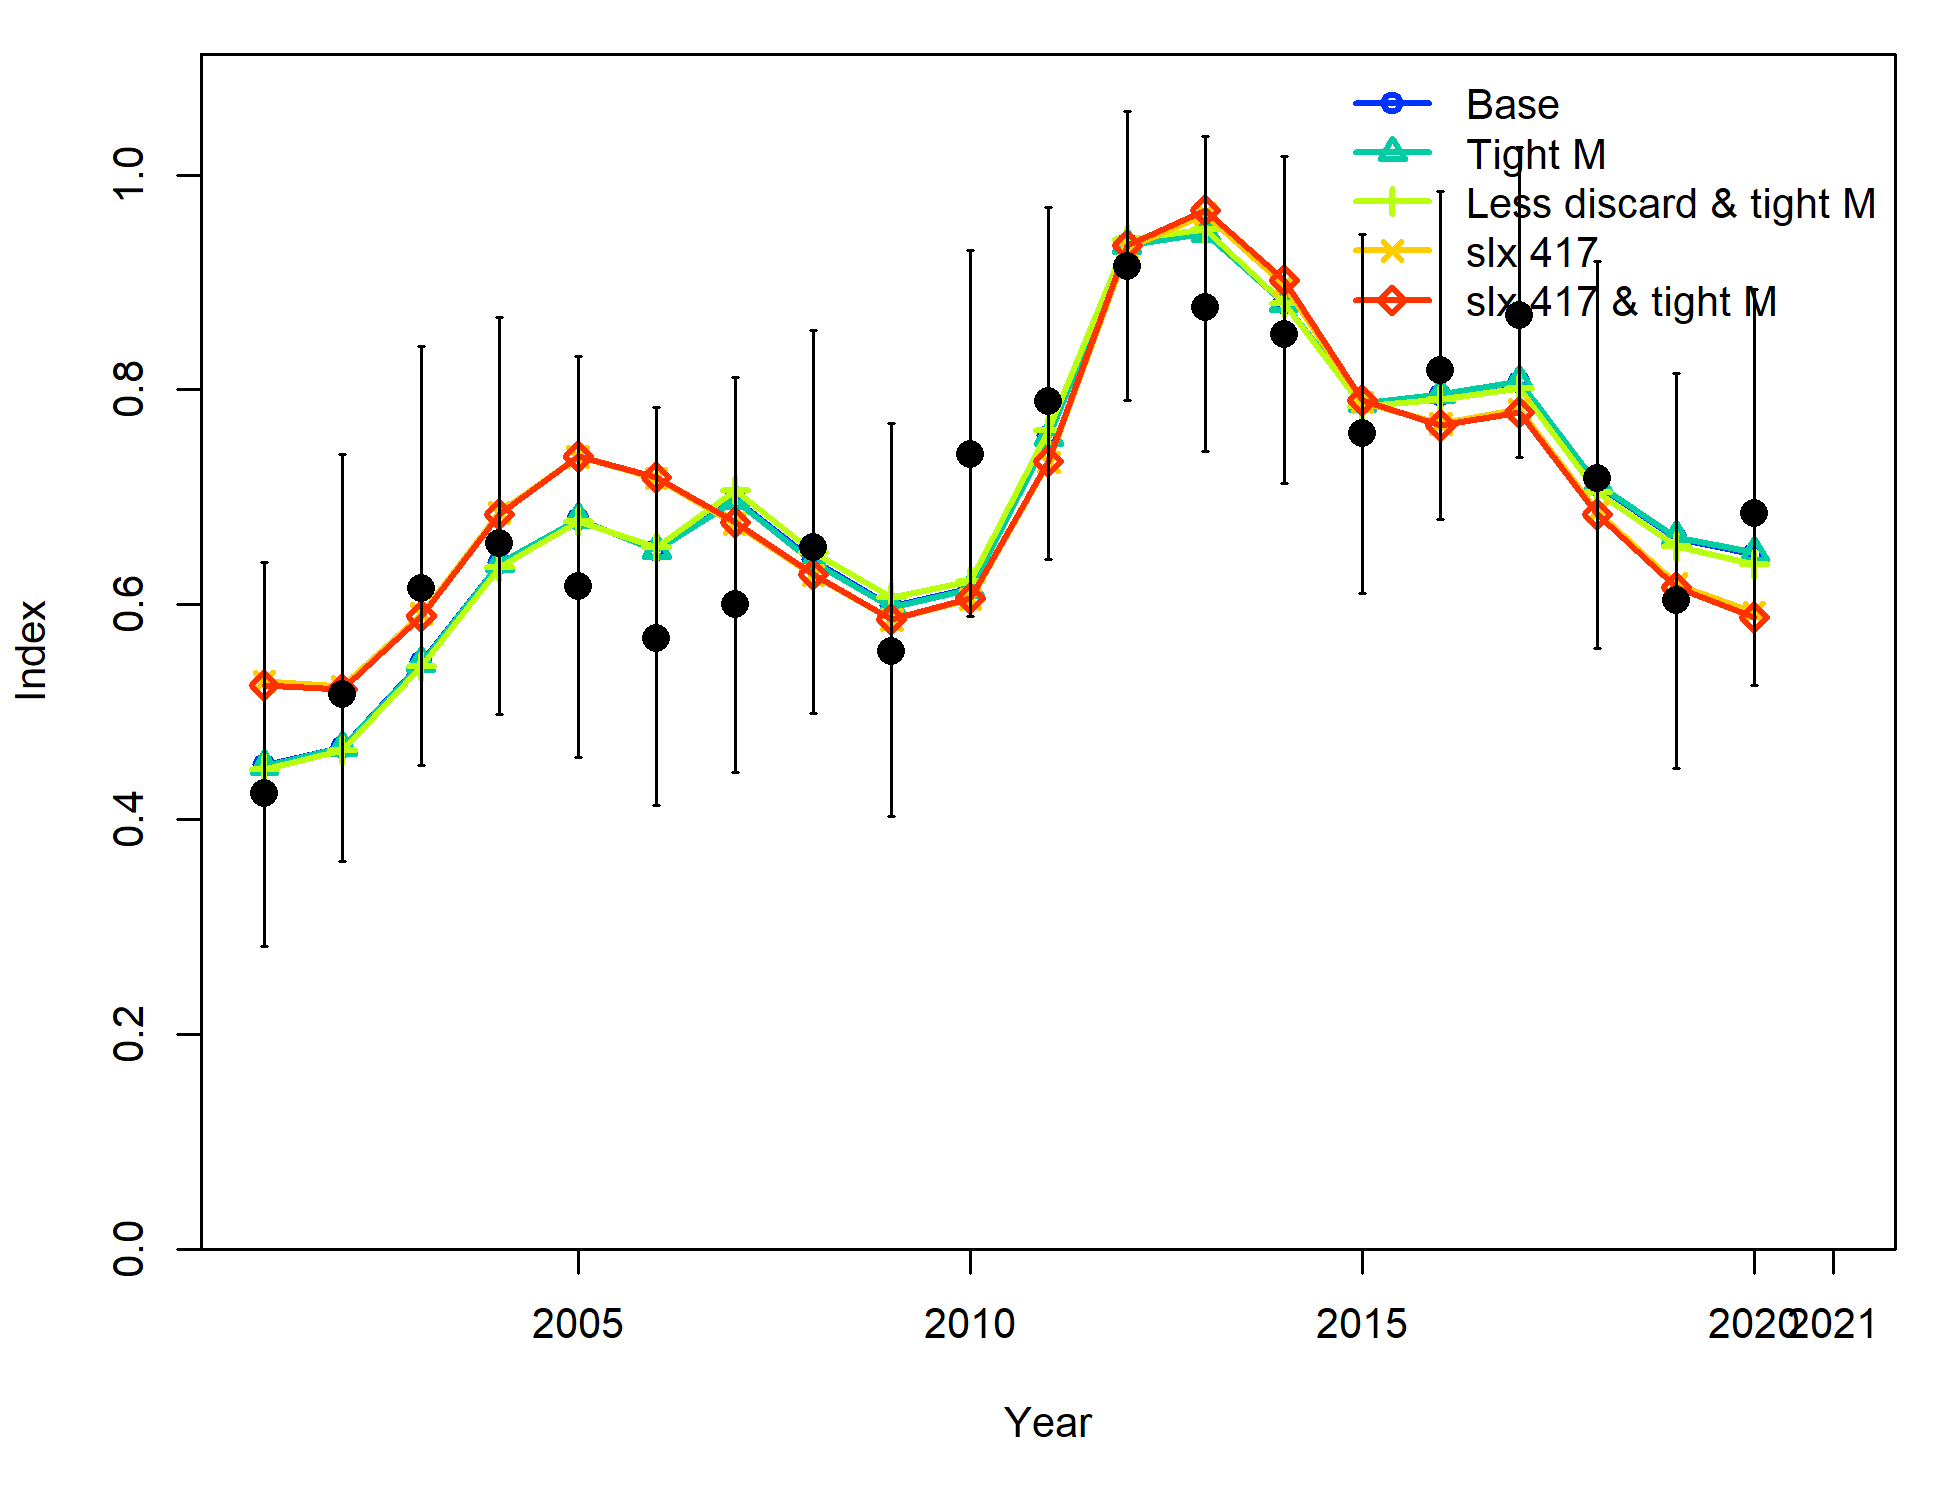 Base
Tight M
Less discard & tight M
slx 417
slx 417 & tight M
1.0
0.8
0.6
0.4
0.2
0.0
Index
2005 2010 2015 2020 2021
Year